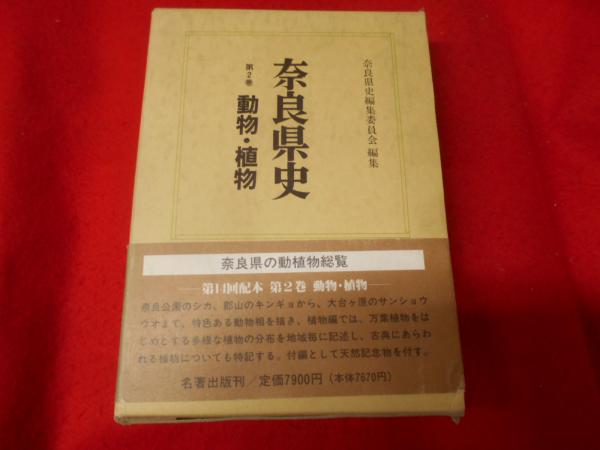 奈良県史編集委員会 編集
奈良県史
第2巻 動物・植物
奈良県の動植物総覧
第14回配本 第2巻 動物・植物
奈良公園のシカ、郡山のキンギョから、大台ヶ原のサンショウ
ウオまで、特色ある動物相を描き、植物編では、万葉植物をは
じめとする多様な植物の分布を地域毎に記述し、古典にあらわ
れる植物についても特記する。付編として天然記念物を付す。
名著出版刊/定価7900円(本体7670円)